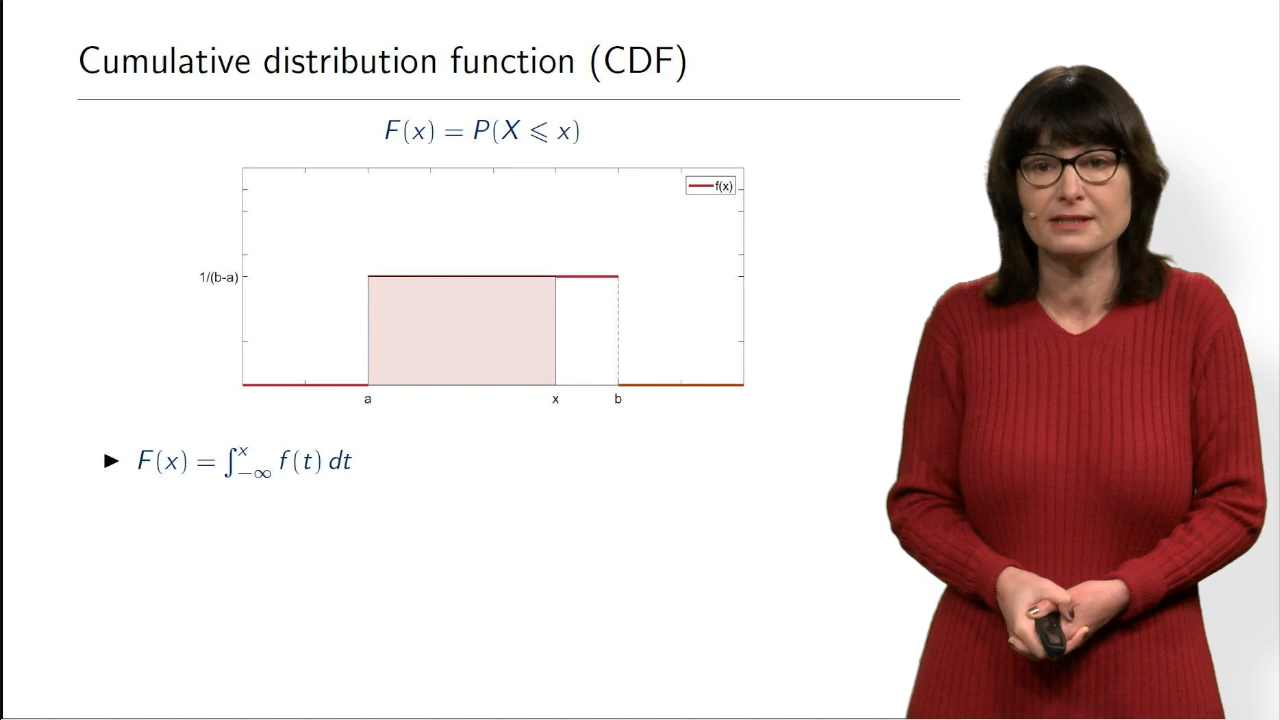 Cumulative distribution function (CDF)
F(x) = P(X ⩽ x)
f(x)
1/(b-a)
a x b
▶ F(x) = ∫_{−∞}^{x} f(t) dt